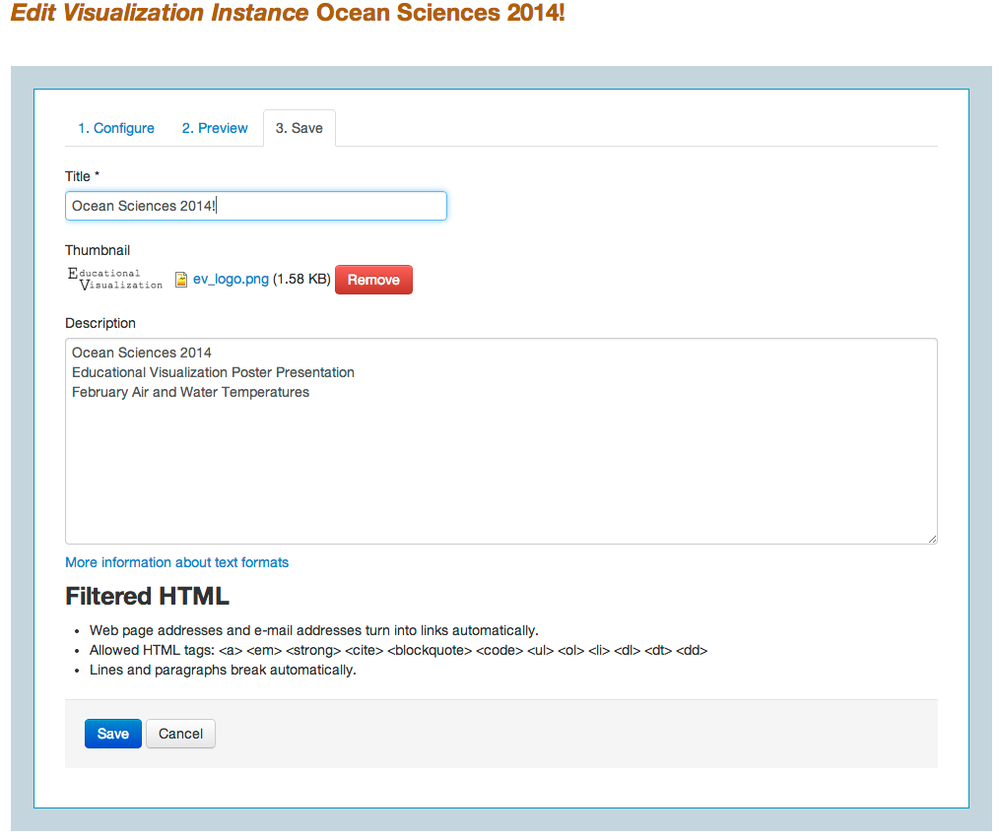 Edit Visualization Instance Ocean Sciences 2014!
1. Configure 2. Preview 3. Save
Title *
Ocean Sciences 2014!
Thumbnail
Educational
Visualization
ev_logo.png (1.58 KB) Remove
Description
Ocean Sciences 2014
Educational Visualization Poster Presentation
February Air and Water Temperatures
More information about text formats
Filtered HTML
• Web page addresses and e-mail addresses turn into links automatically.
• Allowed HTML tags: <a> <em> <strong> <cite> <blockquote> <code> <ul> <ol> <li> <dl> <dt> <dd>
• Lines and paragraphs break automatically.
Save Cancel